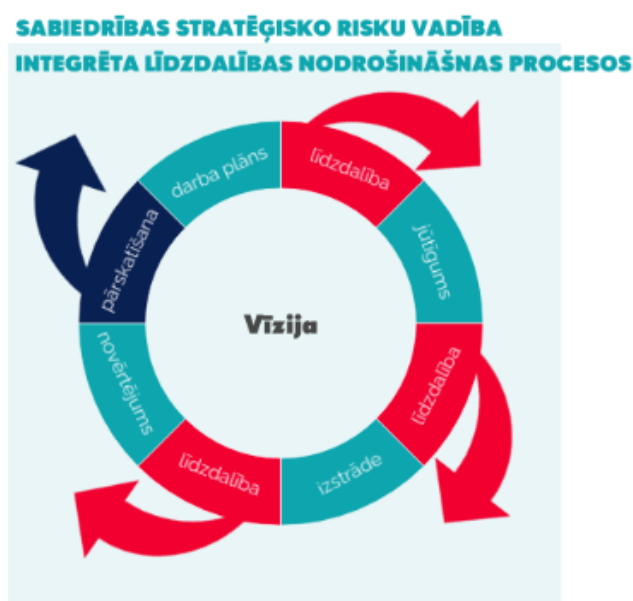 SABIEDRĪBAS STRATĒĢISKO RISKU VADĪBA
INTEGRĒTA LĪDZDALĪBAS NODROŠINĀŠNAS PROCESOS
darba plāns
līdzdalība
jūtīgums
līdzdalība
izstrāde
līdzdalība
novērtējums
pārskatīšana
Vīzija